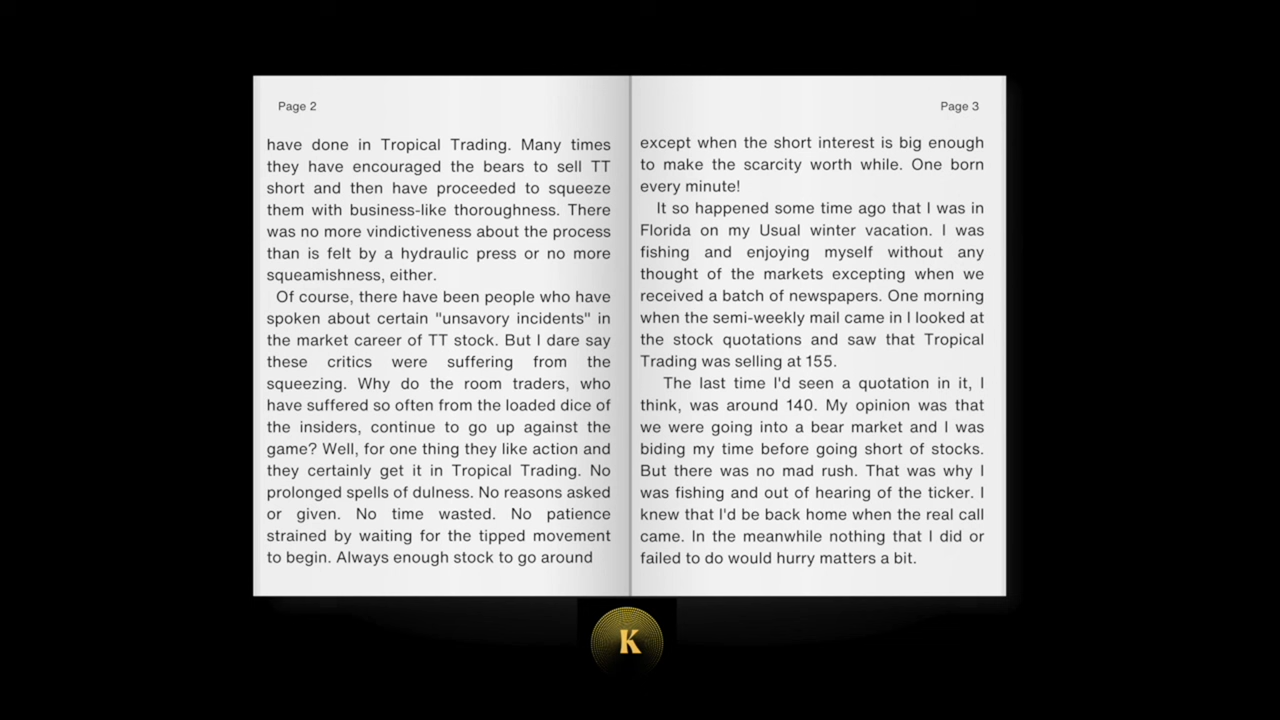 Page 2
have done in Tropical Trading. Many times
they have encouraged the bears to sell TT
short and then have proceeded to squeeze
them with business-like thoroughness. There
was no more vindictiveness about the process
than is felt by a hydraulic press or no more
squeamishness, either.
Of course, there have been people who have
spoken about certain "unsavory incidents" in
the market career of TT stock. But I dare say
these critics were suffering from the
squeezing. Why do the room traders, who
have suffered so often from the loaded dice of
the insiders, continue to go up against the
game? Well, for one thing they like action and
they certainly get it in Tropical Trading. No
prolonged spells of dulness. No reasons asked
or given. No time wasted. No patience
strained by waiting for the tipped movement
to begin. Always enough stock to go around
Page 3
except when the short interest is big enough
to make the scarcity worth while. One born
every minute!
It so happened some time ago that I was in
Florida on my Usual winter vacation. I was
fishing and enjoying myself without any
thought of the markets excepting when we
received a batch of newspapers. One morning
when the semi-weekly mail came in I looked at
the stock quotations and saw that Tropical
Trading was selling at 155.
The last time I'd seen a quotation in it, I
think, was around 140. My opinion was that
we were going into a bear market and I was
biding my time before going short of stocks.
But there was no mad rush. That was why I
was fishing and out of hearing of the ticker. I
knew that I'd be back home when the real call
came. In the meanwhile nothing that I did or
failed to do would hurry matters a bit.
K